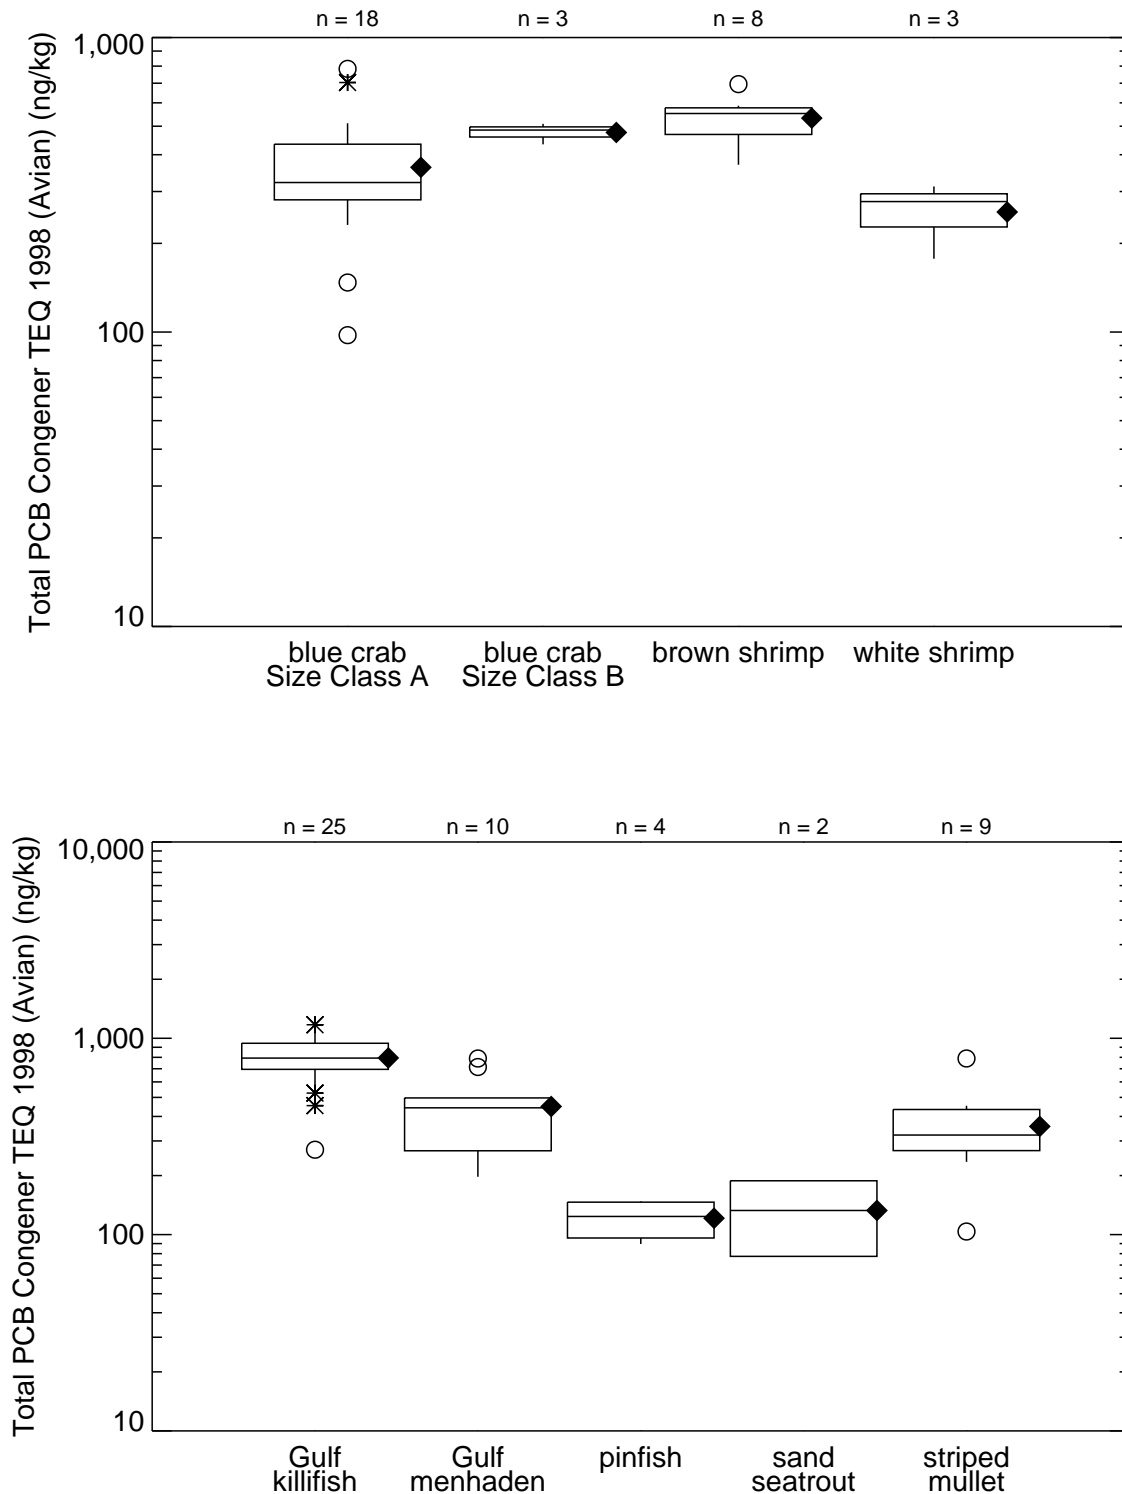 n = 18
n = 3
n = 8
n = 3
Total PCB Congener TEQ 1998 (Avian) (ng/kg)
1,000
100
10
blue crab
Size Class A
blue crab
Size Class B
brown shrimp
white shrimp
n = 25
n = 10
n = 4
n = 2
n = 9
Total PCB Congener TEQ 1998 (Avian) (ng/kg)
10,000
1,000
100
10
Gulf
killifish
Gulf
menhaden
pinfish
sand
seatrout
striped
mullet